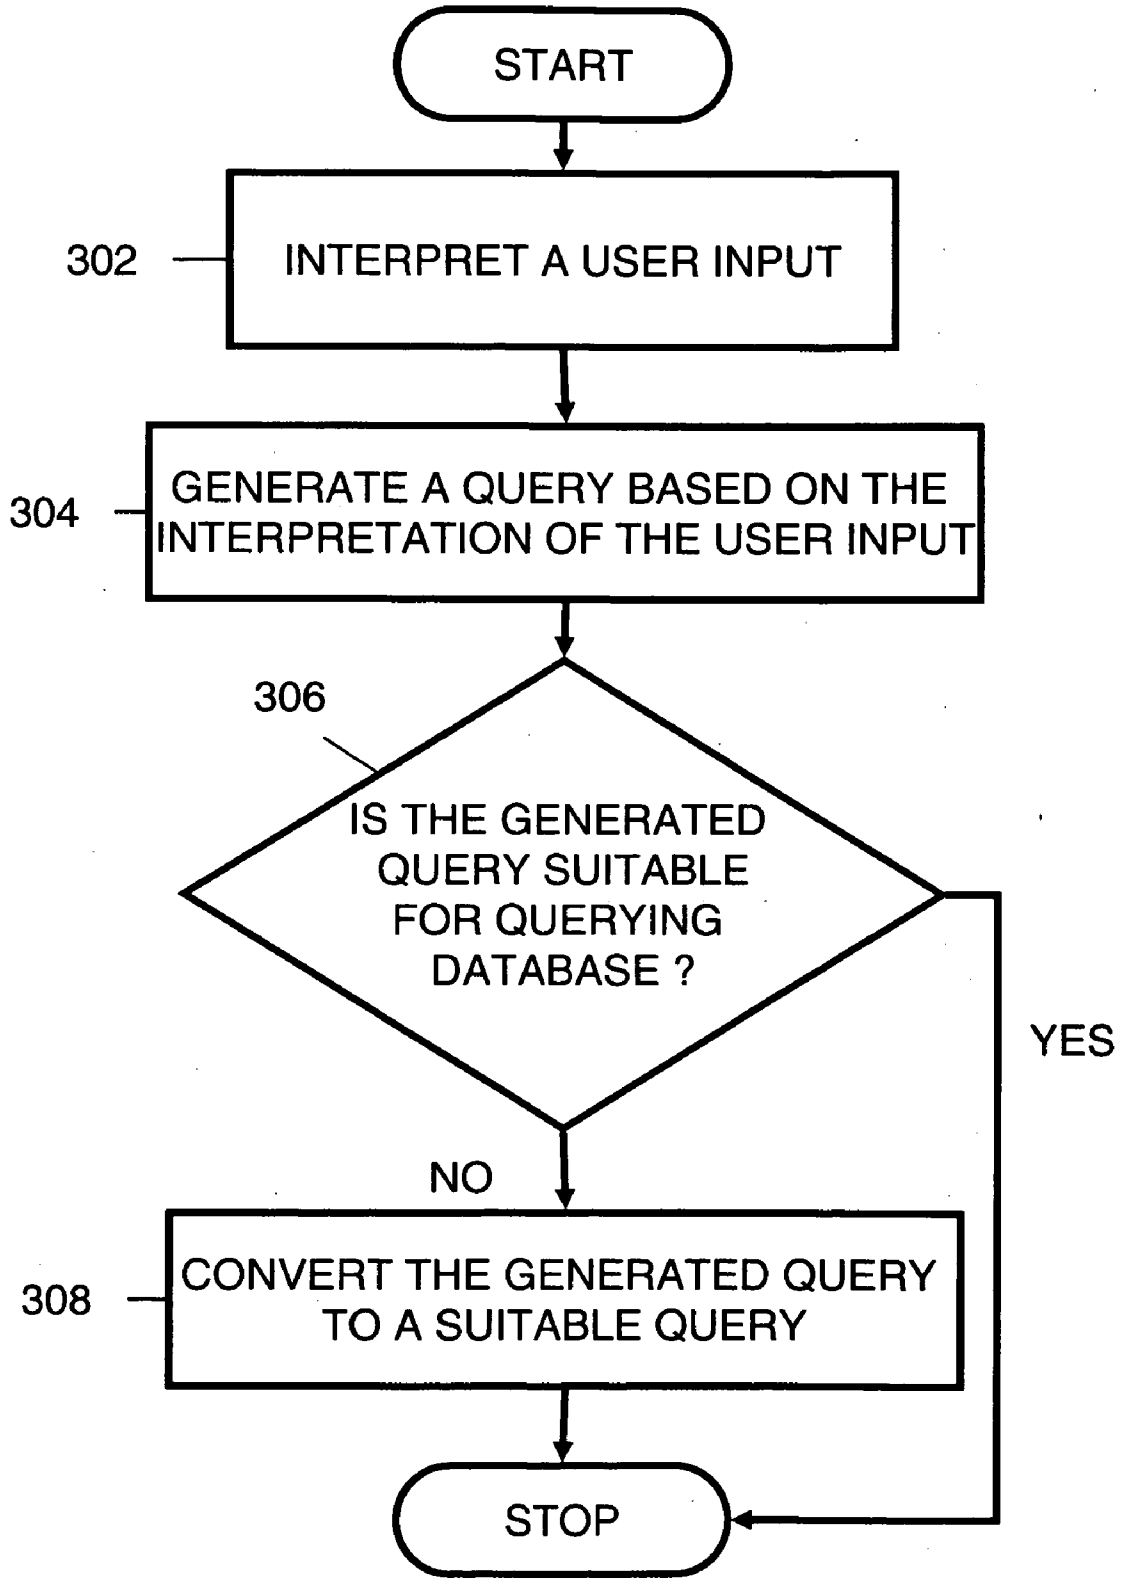 START
302
INTERPRET A USER INPUT
304
GENERATE A QUERY BASED ON THE
INTERPRETATION OF THE USER INPUT
306
IS THE GENERATED
QUERY SUITABLE
FOR QUERYING
DATABASE ?
YES
NO
308
CONVERT THE GENERATED QUERY
TO A SUITABLE QUERY
STOP